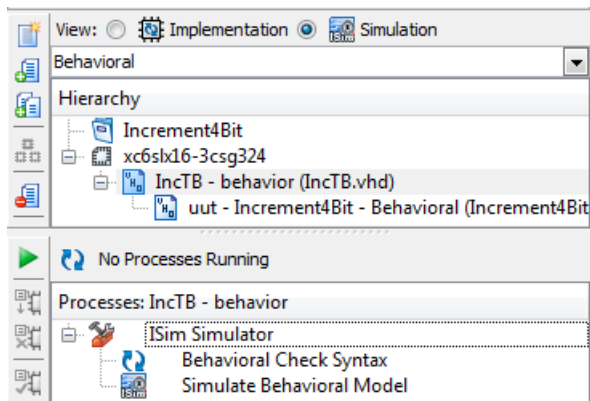 View: Implementation Simulation
Behavioral
Hierarchy
Increment4Bit
xc6slx16-3csg324
IncTB - behavior (IncTB.vhd)
uut - Increment4Bit - Behavioral (Increment4Bit
No Processes Running
Processes: IncTB - behavior
ISim Simulator
Behavioral Check Syntax
Simulate Behavioral Model